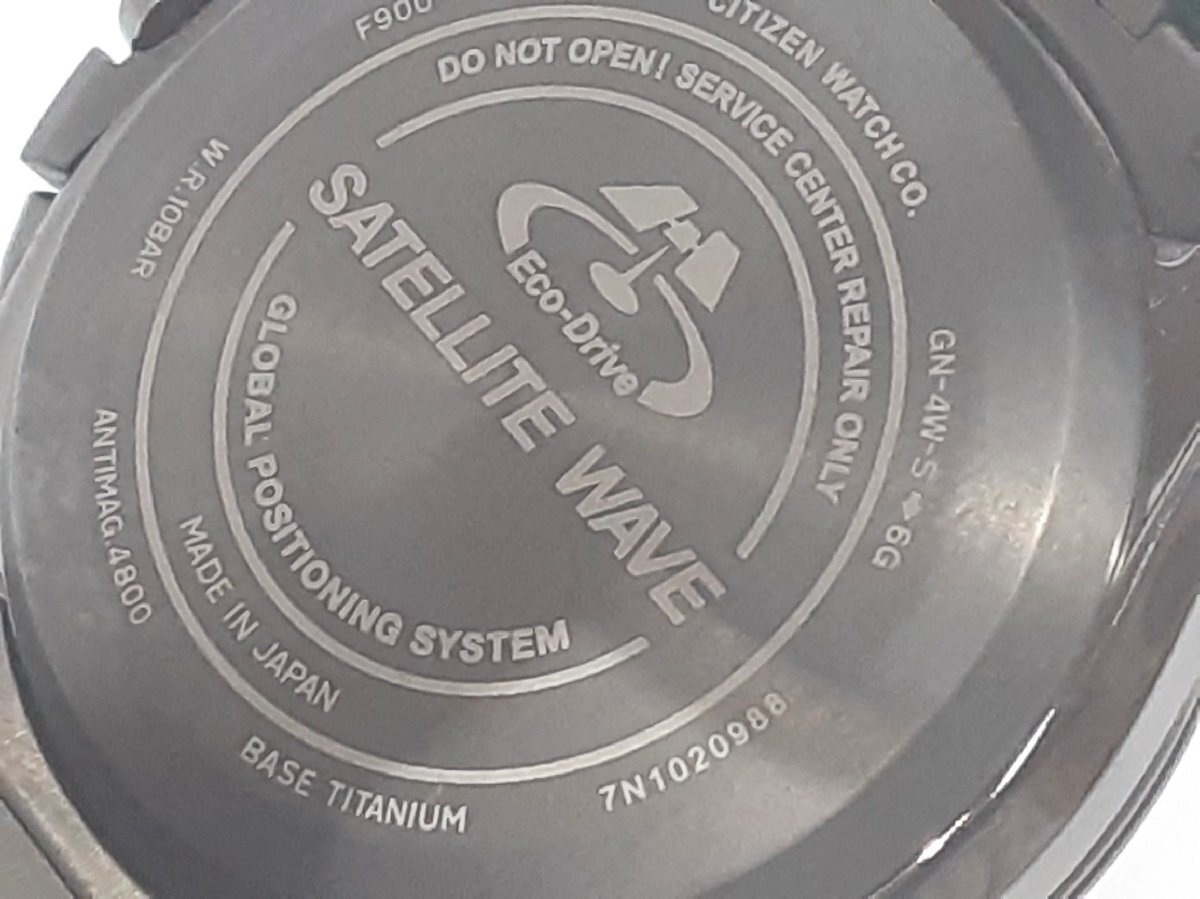 F900
CITIZEN WATCH CO.
DO NOT OPEN! SERVICE CENTER REPAIR ONLY
W.R.10BAR
Eco-Drive
SATELLITE WAVE
GN-4W-S 6G
GLOBAL POSITIONING SYSTEM
ANTIMAG.4800
MADE IN JAPAN
BASE TITANIUM
7N1020988